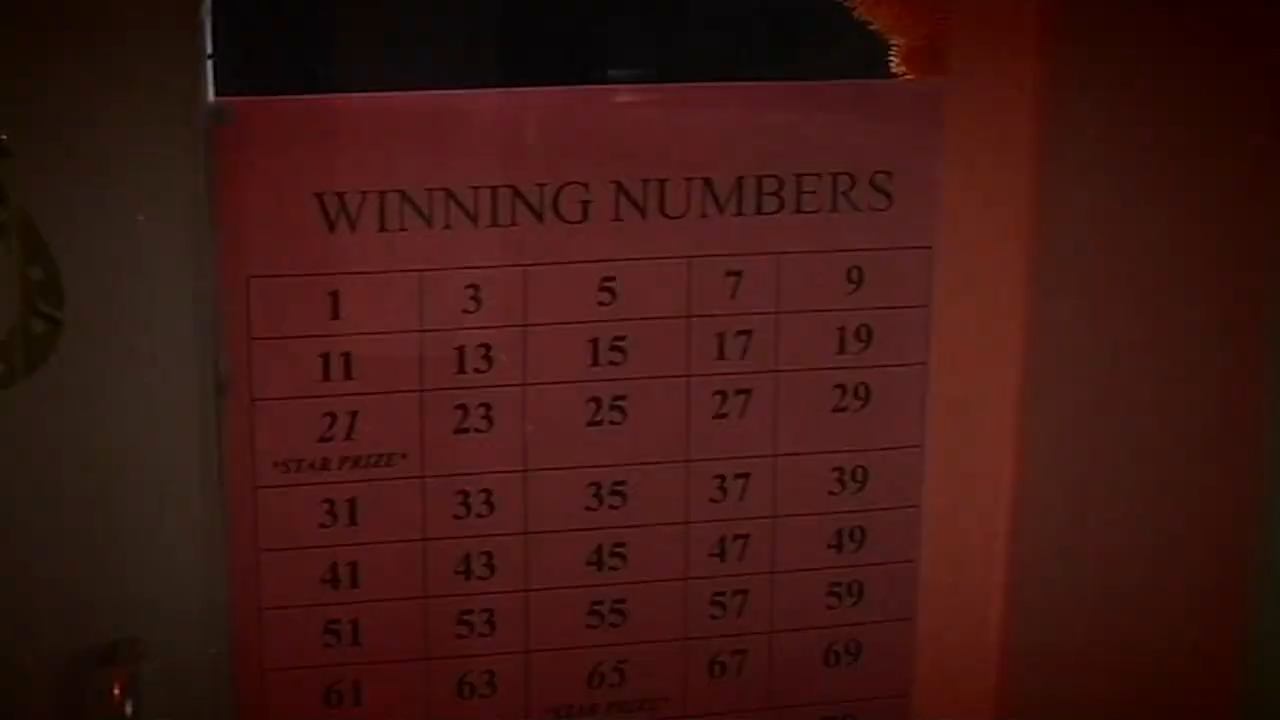 WINNING NUMBERS
1 3 5 7 9
11 13 15 17 19
21 23 25 27 29
*STAR PRIZE*
31 33 35 37 39
41 43 45 47 49
51 53 55 57 59
61 63 65 67 69
*STAR PRIZE*